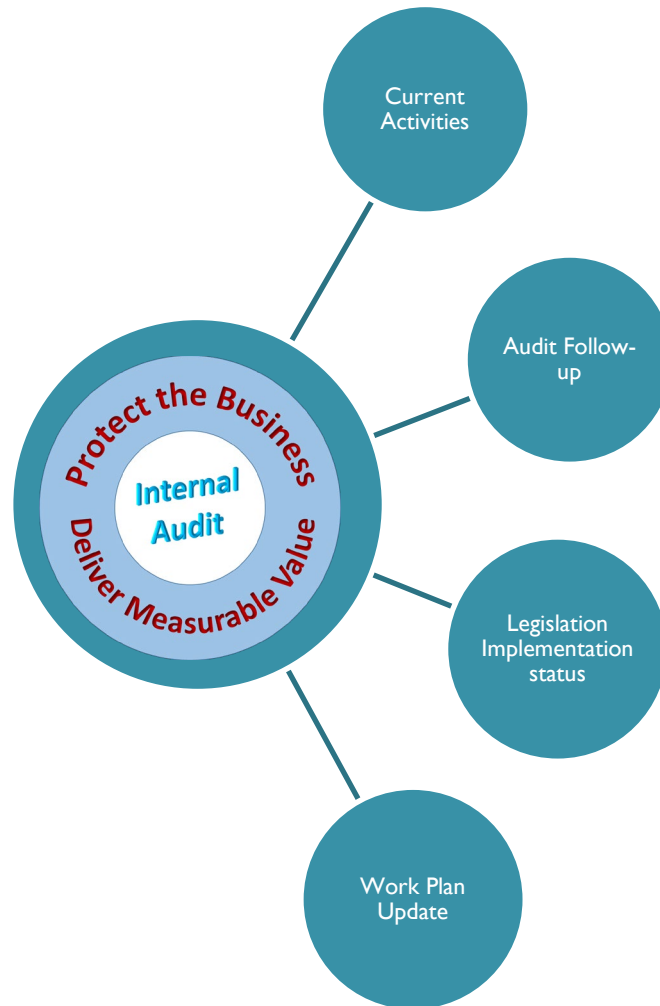 Current
Activities
Audit Follow-
up
Protect the Business
Internal
Audit
Deliver Measurable Value
Legislation
Implementation
status
Work Plan
Update